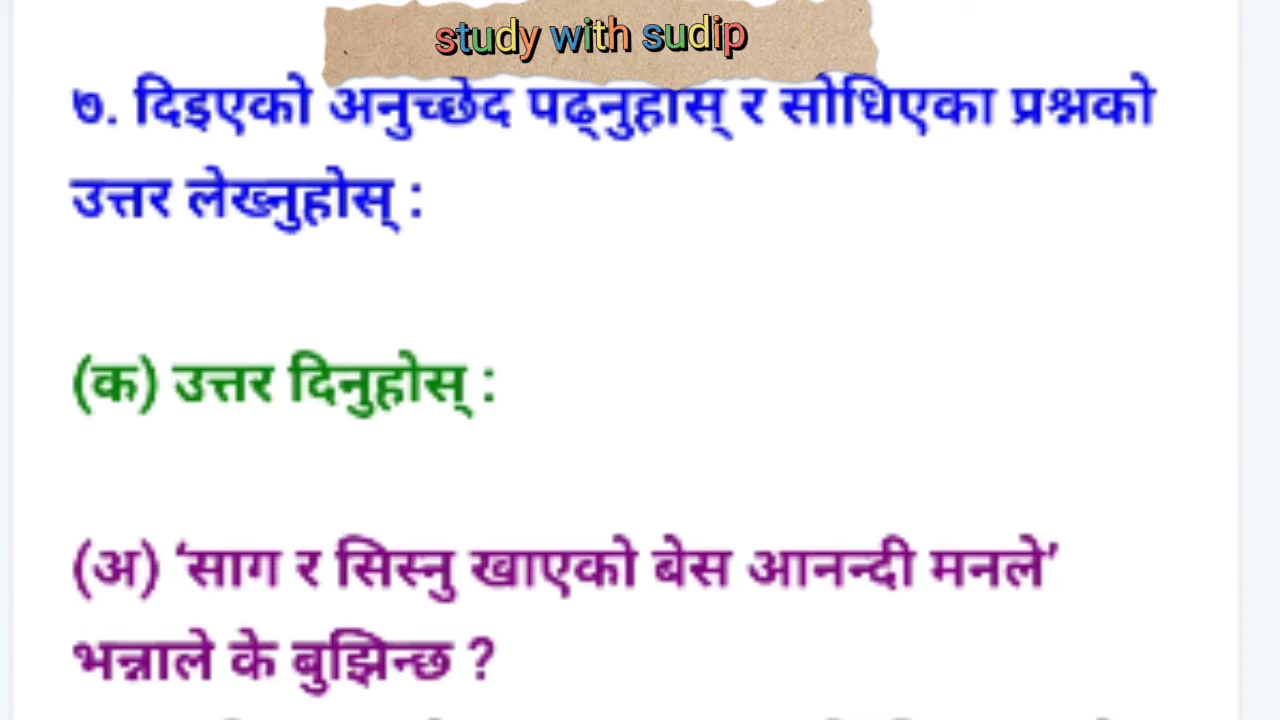 study with sudip
७. दिइएको अनुच्छेद पढ्नुहोस् र सोधिएका प्रश्नको
उत्तर लेख्नुहोस् :
(क) उत्तर दिनुहोस् :
(अ) ‘साग र सिस्नु खाएको बेस आनन्दी मनले’
भन्नाले के बुझिन्छ ?